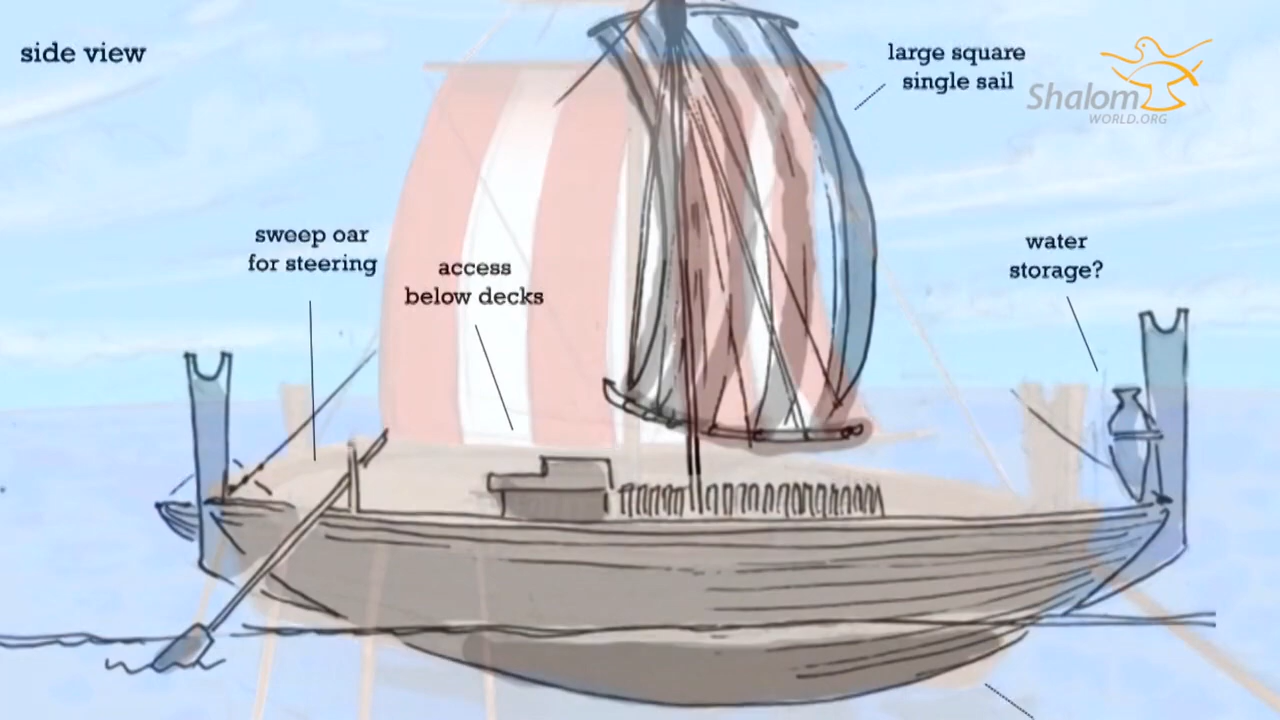 side view
large square
single sail
Shalom
WORLD.ORG
sweep oar
for steering
access
below decks
water
storage?